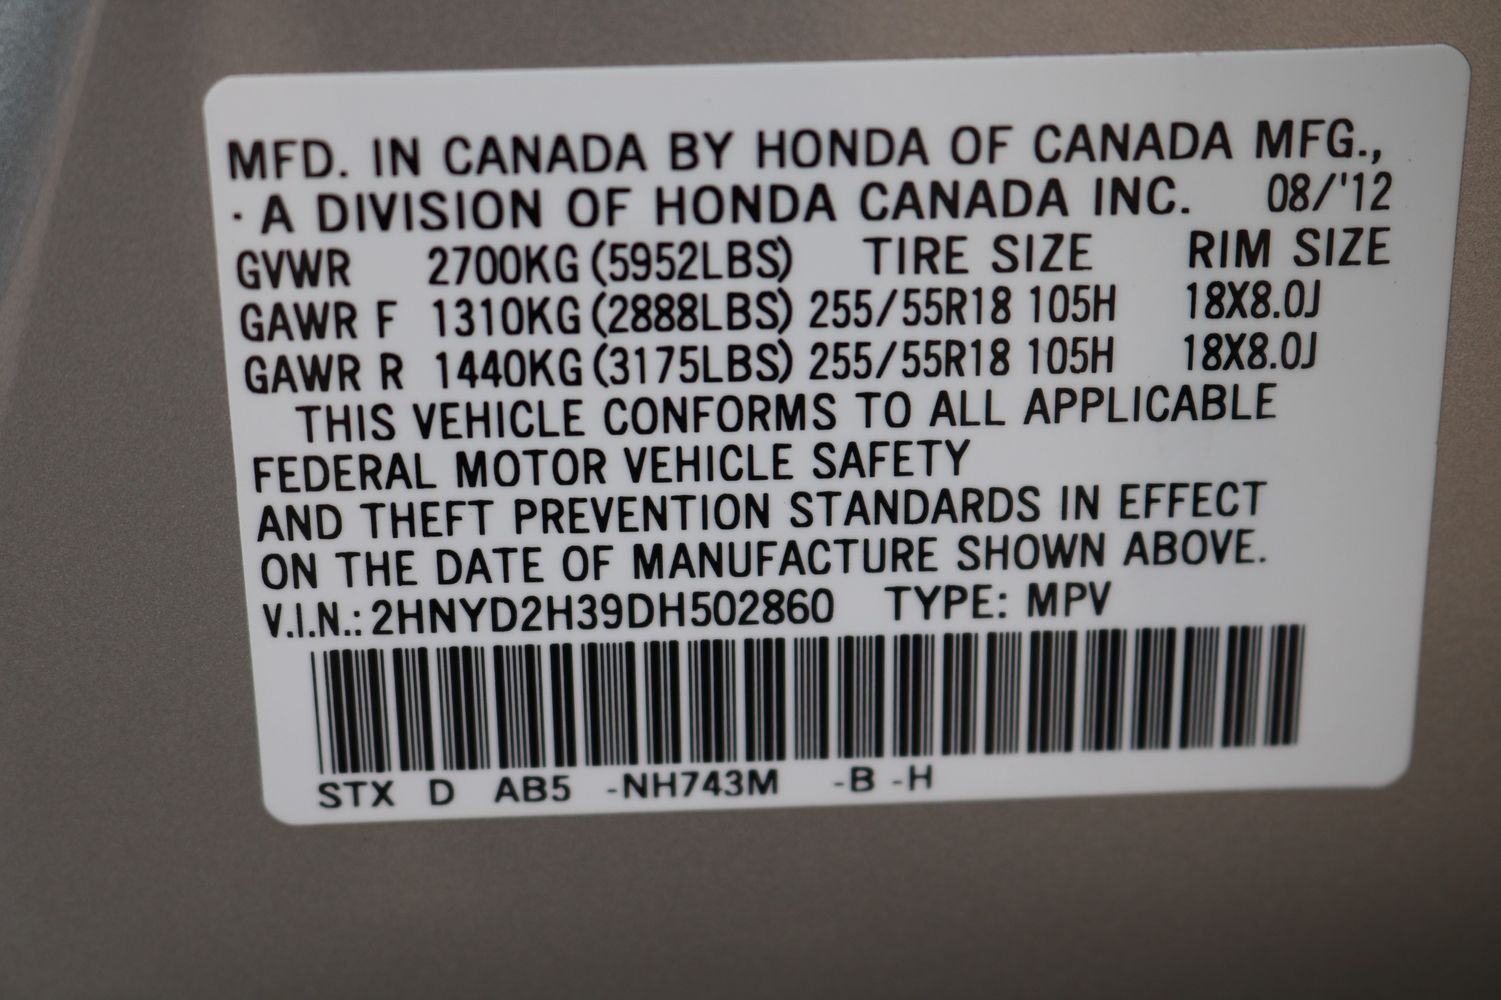 MFD. IN CANADA BY HONDA OF CANADA MFG.,
· A DIVISION OF HONDA CANADA INC. 08/'12
GVWR 2700KG (5952LBS) TIRE SIZE RIM SIZE
GAWR F 1310KG (2888LBS) 255/55R18 105H 18X8.0J
GAWR R 1440KG (3175LBS) 255/55R18 105H 18X8.0J
THIS VEHICLE CONFORMS TO ALL APPLICABLE
FEDERAL MOTOR VEHICLE SAFETY
AND THEFT PREVENTION STANDARDS IN EFFECT
ON THE DATE OF MANUFACTURE SHOWN ABOVE.
V.I.N.: 2HNYD2H39DH502860 TYPE: MPV
STX D AB5 -NH743M -B -H